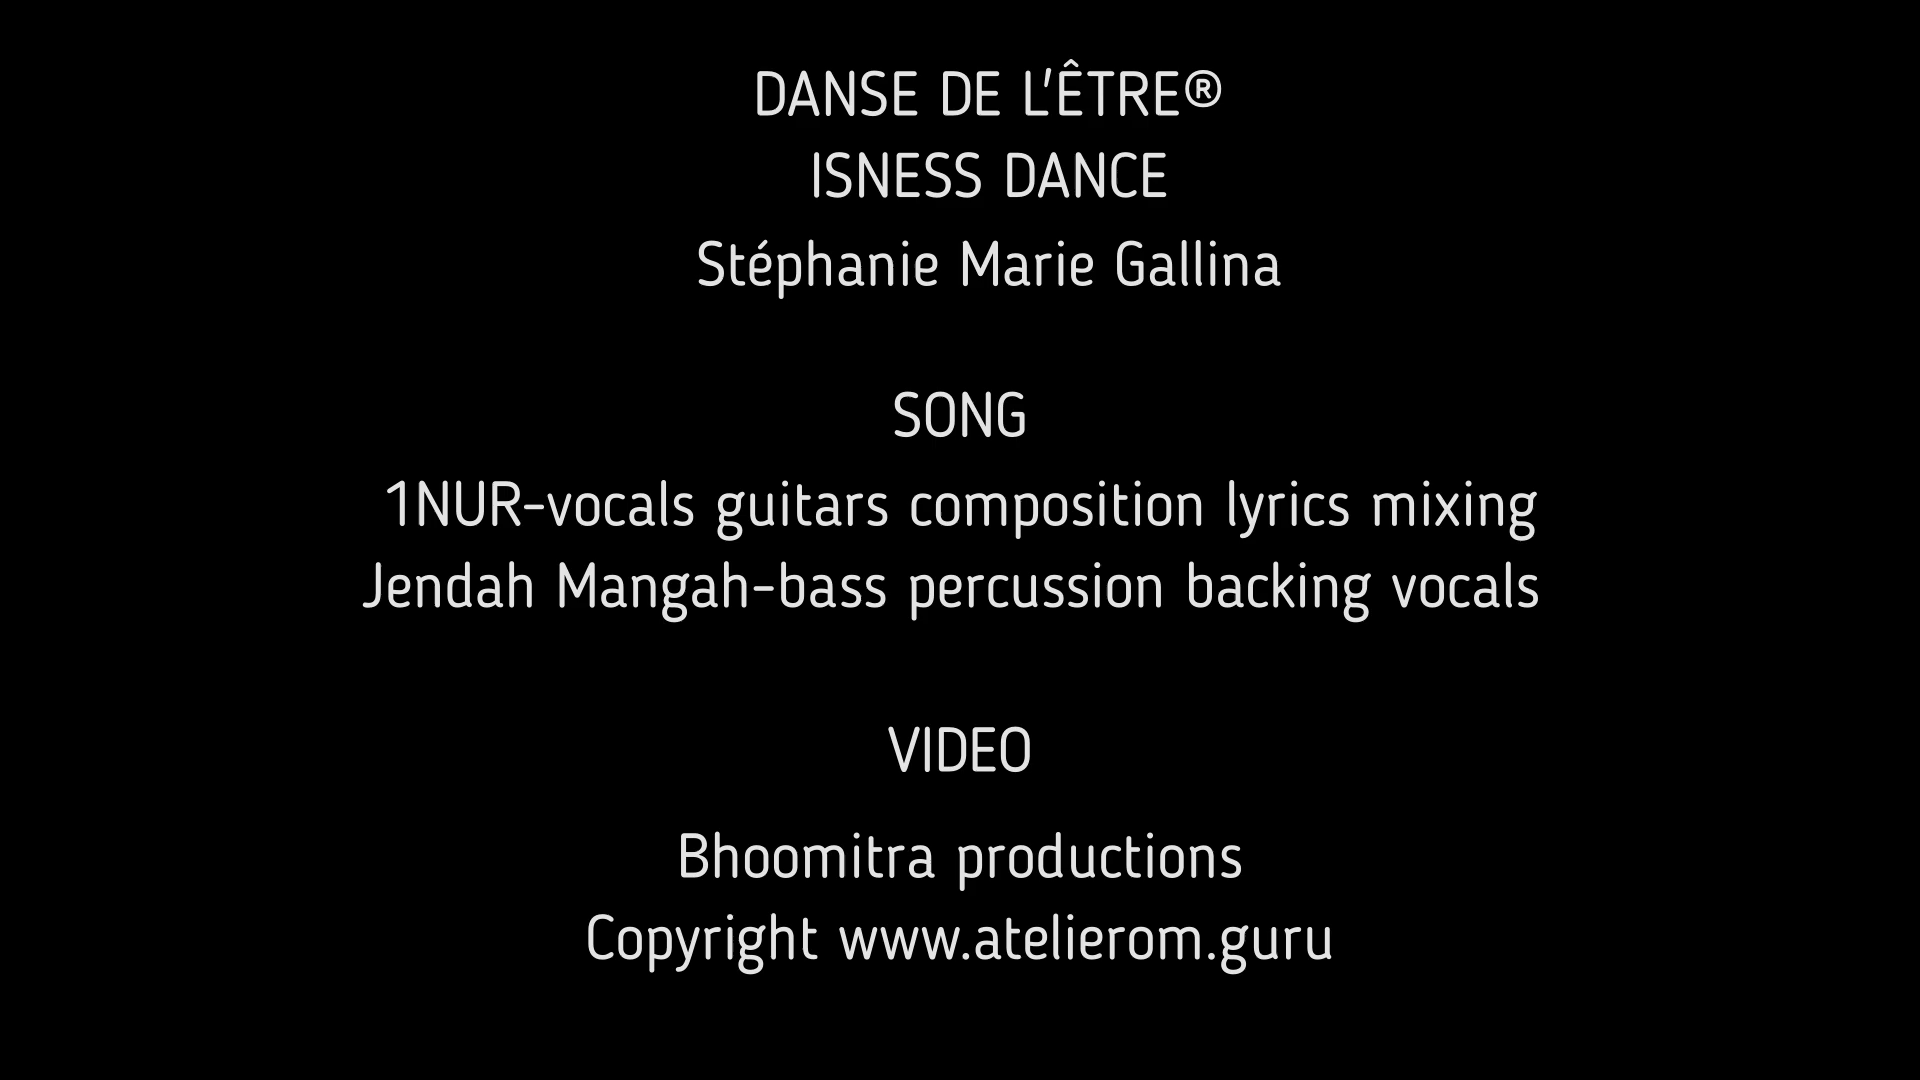 DANSE DE L'ÊTRE®
ISNESS DANCE
Stéphanie Marie Gallina
SONG
1NUR-vocals guitars composition lyrics mixing
Jendah Mangah-bass percussion backing vocals
VIDEO
Bhoomitra productions
Copyright www.atelierom.guru